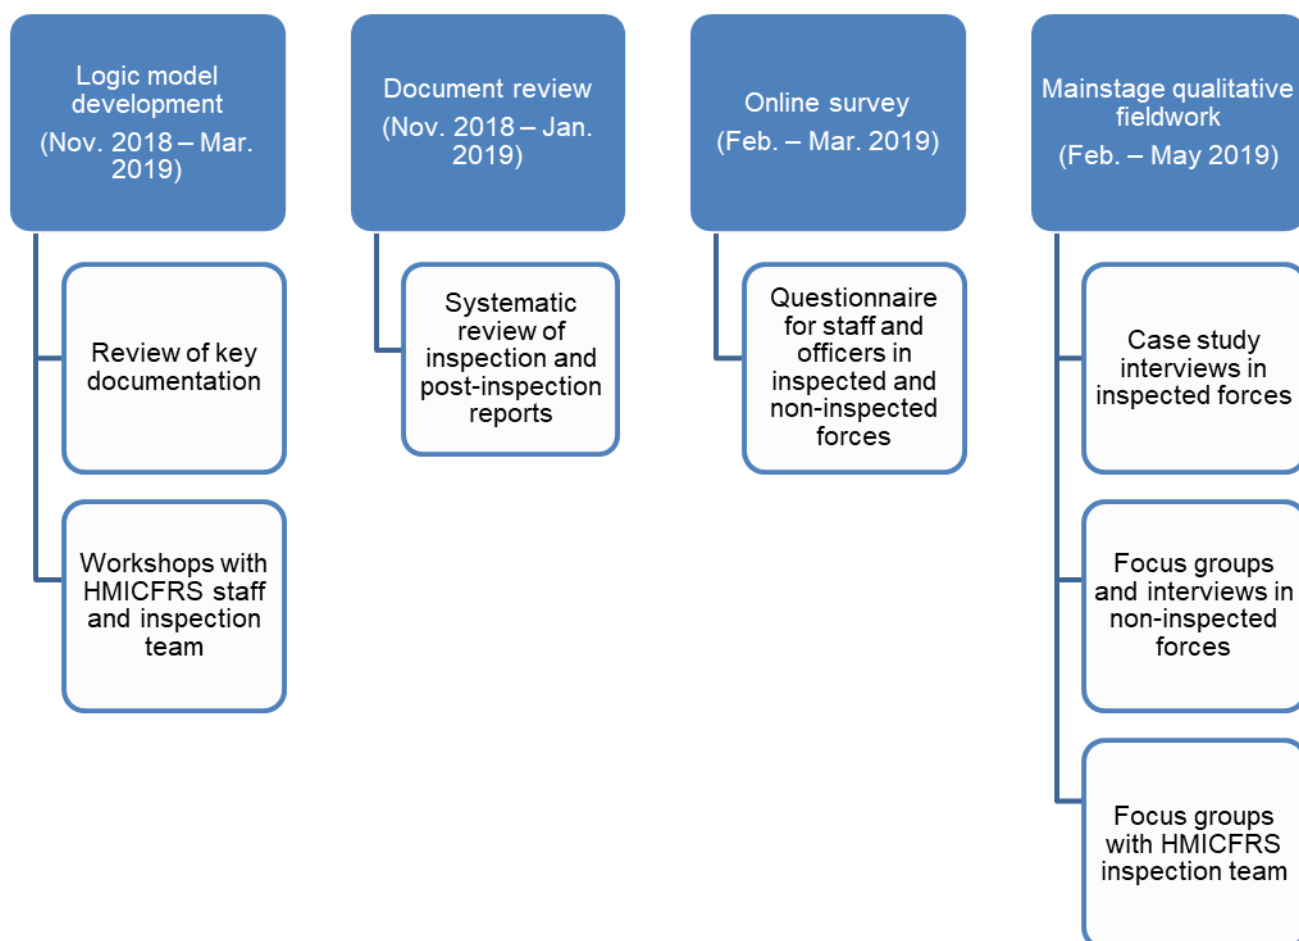 Logic model
development
(Nov. 2018 – Mar.
2019)
Review of key
documentation
Workshops with
HMICFRS staff
and inspection
team
Document review
(Nov. 2018 – Jan.
2019)
Systematic
review of
inspection and
post-inspection
reports
Online survey
(Feb. – Mar. 2019)
Questionnaire
for staff and
officers in
inspected and
non-inspected
forces
Mainstage qualitative
fieldwork
(Feb. – May 2019)
Case study
interviews in
inspected forces
Focus groups
and interviews in
non-inspected
forces
Focus groups
with HMICFRS
inspection team